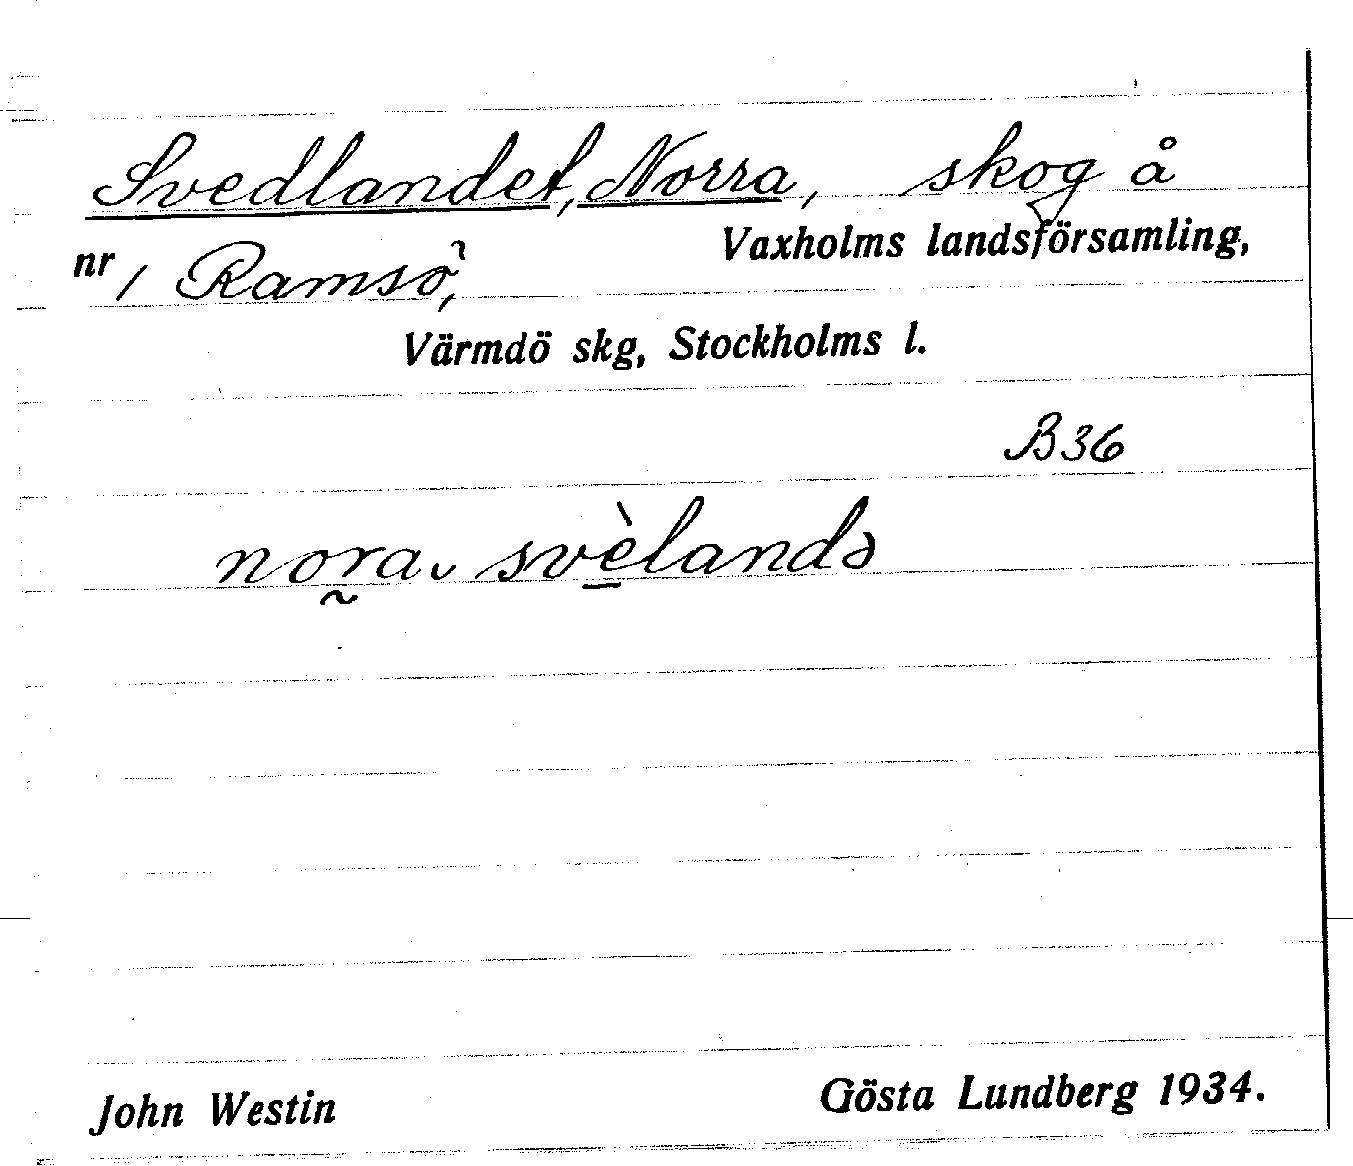 Svedlandet, Norra, skog å
nr 1 Ramsö, Vaxholms landsförsamling,
Värmdö skg, Stockholms l.
B36
nora svèlandə
John Westin Gösta Lundberg 1934.